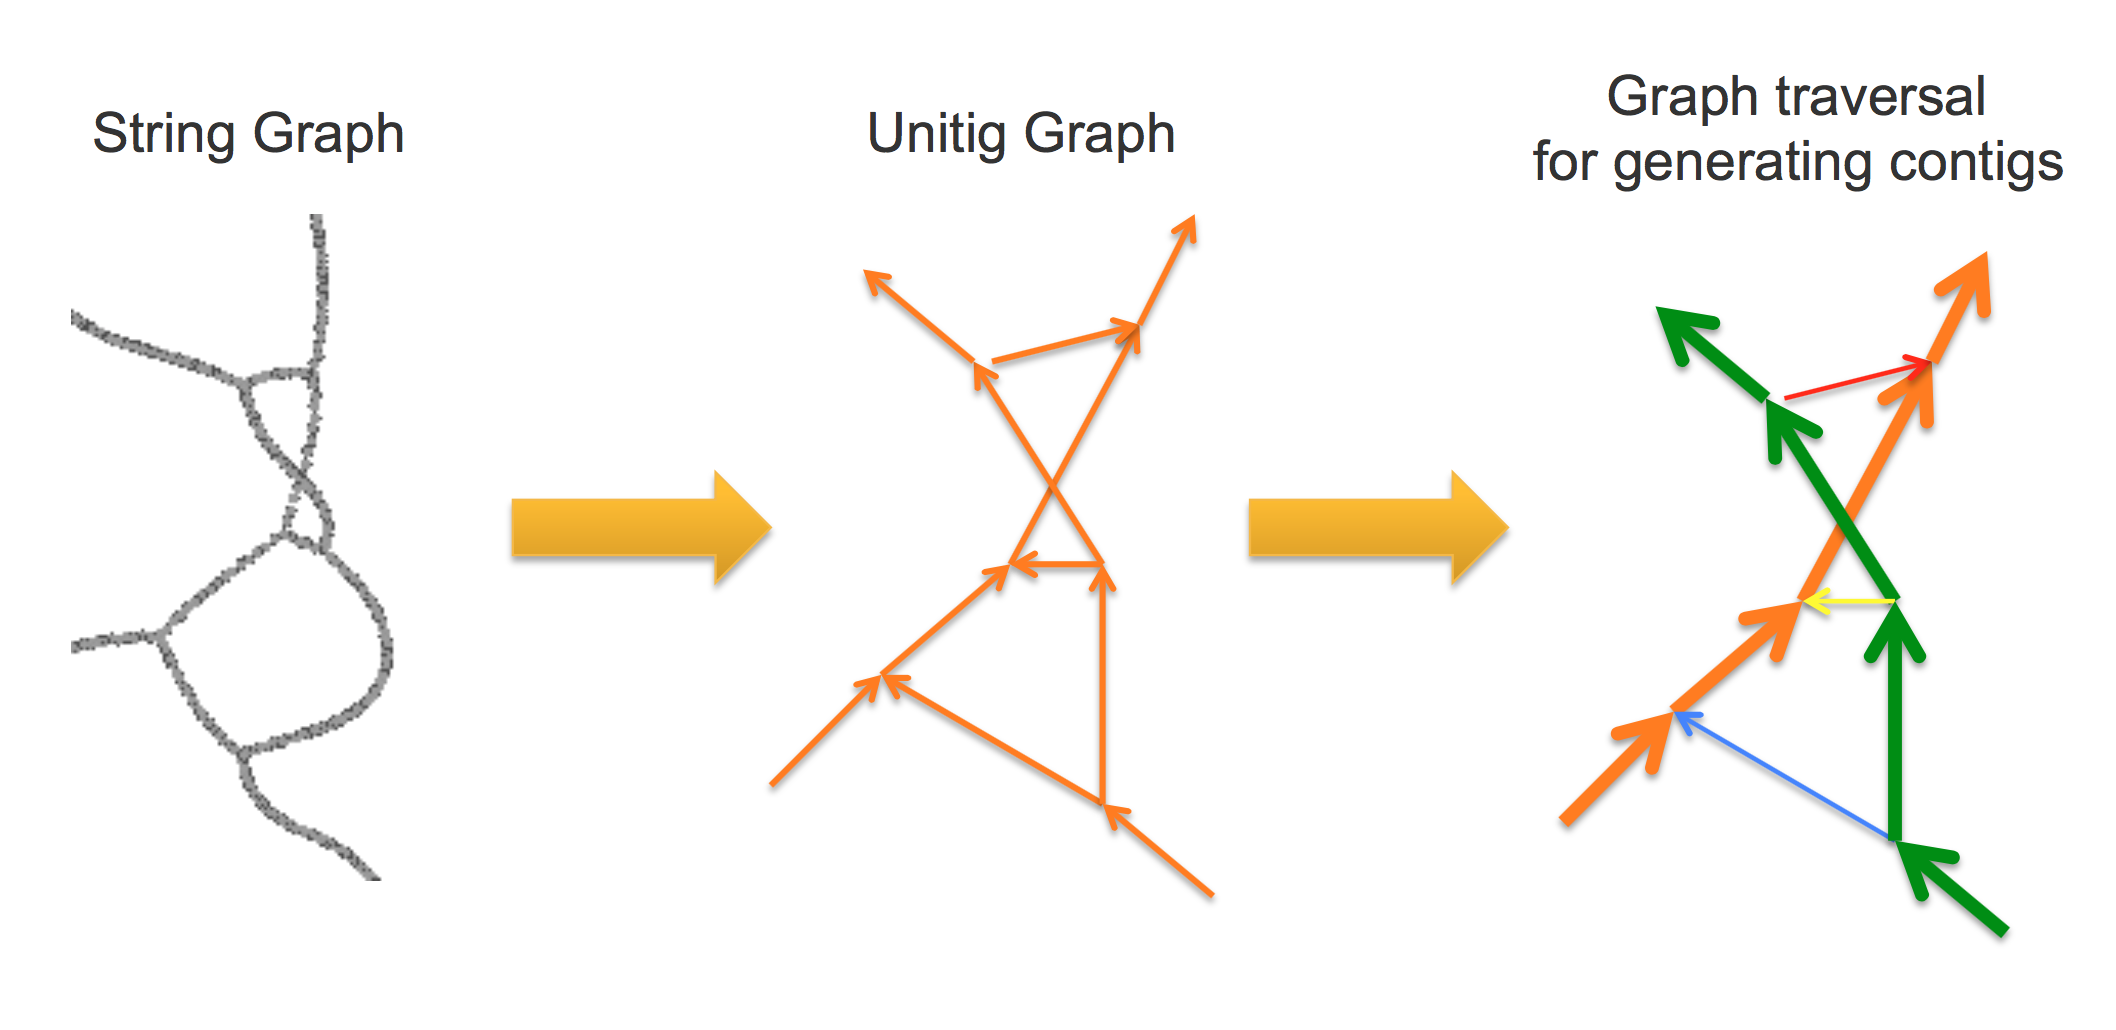 String Graph
Unitig Graph
Graph traversal
for generating contigs